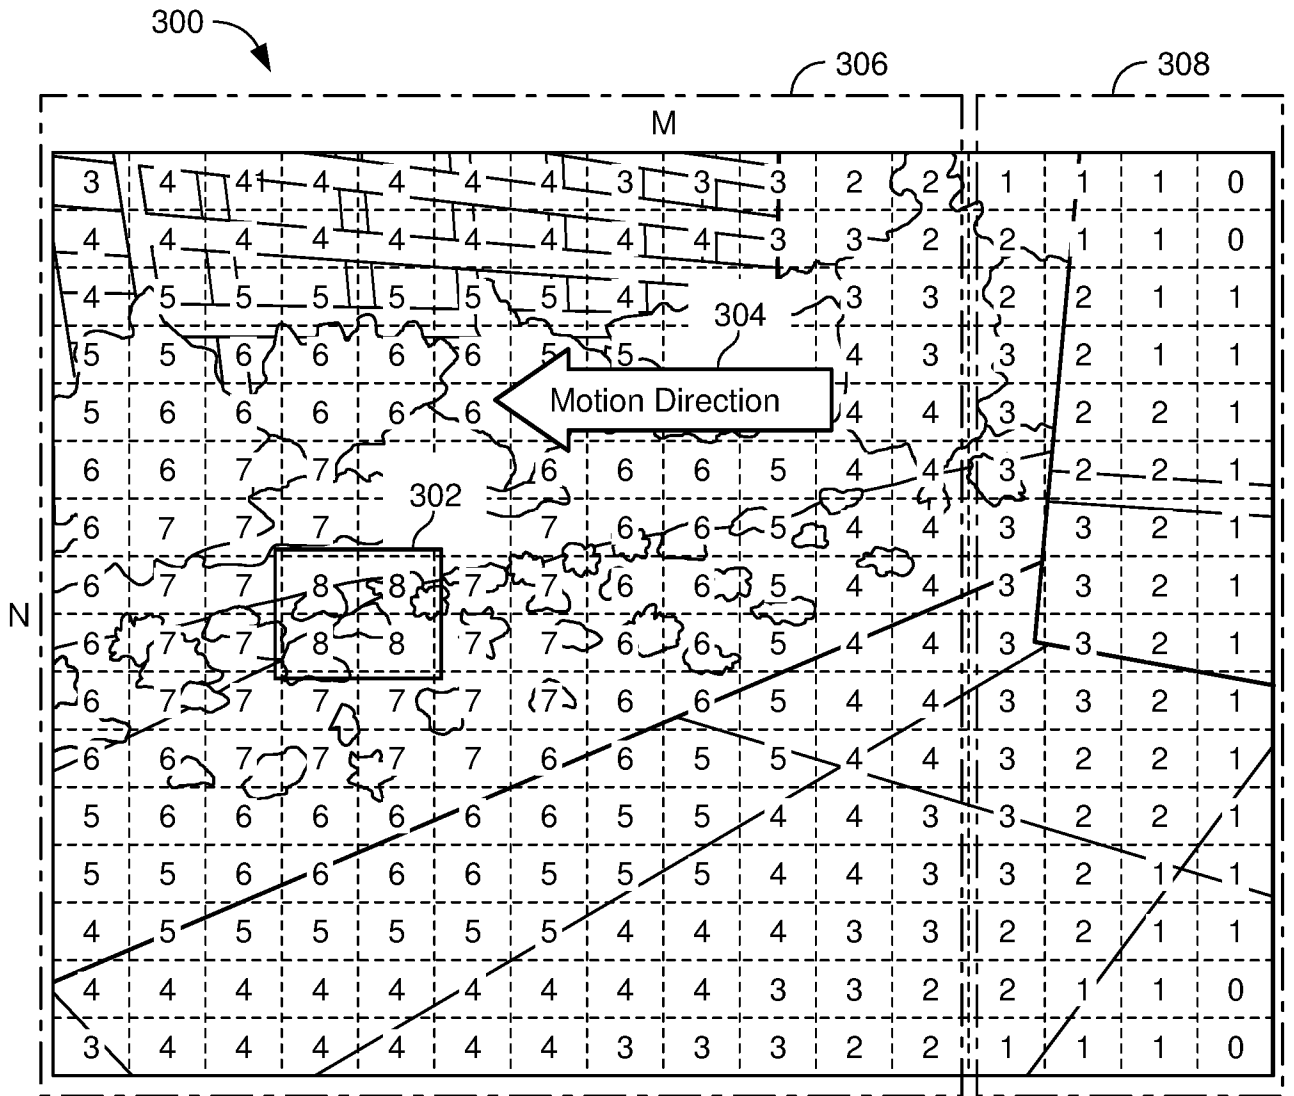 300
306
308
M
3 4 4 4 4 4 4 3 3 3 2 2 1 1 1 0
4 4 4 4 4 4 4 4 4 3 3 2 2 1 1 0
4 5 5 5 5 5 5 4 3 3 2 2 1 1
304
5 5 6 6 6 6 5 5 4 3 3 2 1 1
Motion Direction
5 6 6 6 6 6 4 4 3 2 2 1
6 6 7 7 6 6 6 5 4 4 3 2 2 1
302
6 7 7 7 7 6 6 5 4 4 3 3 2 1
6 7 7 8 8 7 7 6 6 5 4 4 3 3 2 1
N
6 7 7 8 8 7 7 6 6 5 4 4 3 3 2 1
6 7 7 7 7 7 7 6 6 5 4 4 3 3 2 1
6 6 7 7 7 7 6 6 5 5 4 4 3 2 2 1
5 6 6 6 6 6 6 5 5 4 4 3 3 2 2 1
5 5 6 6 6 6 5 5 5 4 4 3 3 2 1 1
4 5 5 5 5 5 5 4 4 4 3 3 2 2 1 1
4 4 4 4 4 4 4 4 4 3 3 2 2 1 1 0
3 4 4 4 4 4 4 3 3 3 2 2 1 1 1 0